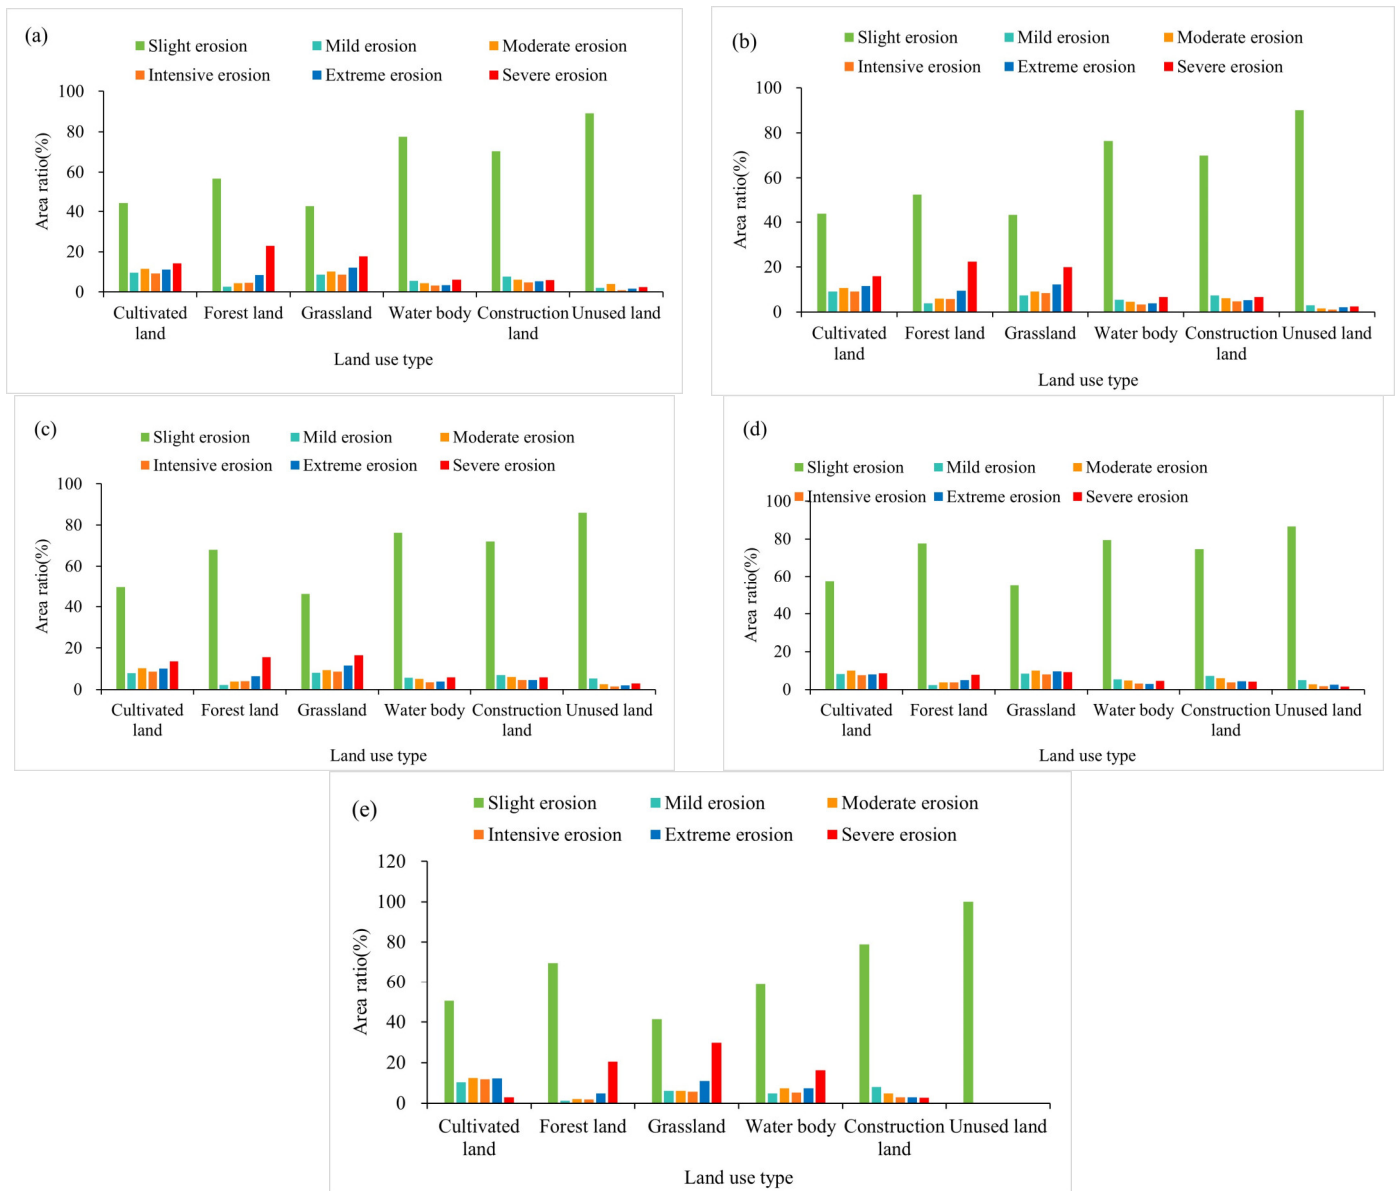 (a)
Slight erosion Mild erosion Moderate erosion
Intensive erosion Extreme erosion Severe erosion
100
80
60
40
20
0
Area ratio(%)
Cultivated land Forest land Grassland Water body Construction land Unused land
Land use type
(b)
Slight erosion Mild erosion Moderate erosion
Intensive erosion Extreme erosion Severe erosion
100
80
60
40
20
0
Area ratio(%)
Cultivated land Forest land Grassland Water body Construction land Unused land
Land use type
(c)
Slight erosion Mild erosion Moderate erosion
Intensive erosion Extreme erosion Severe erosion
100
80
60
40
20
0
Area ratio(%)
Cultivated land Forest land Grassland Water body Construction land Unused land
Land use type
(d)
Slight erosion Mild erosion Moderate erosion
Intensive erosion Extreme erosion Severe erosion
100
80
60
40
20
0
Area ratio(%)
Cultivated land Forest land Grassland Water body Construction land Unused land
Land use type
(e)
Slight erosion Mild erosion Moderate erosion
Intensive erosion Extreme erosion Severe erosion
120
100
80
60
40
20
0
Area ratio(%)
Cultivated land Forest land Grassland Water body Construction land Unused land
Land use type